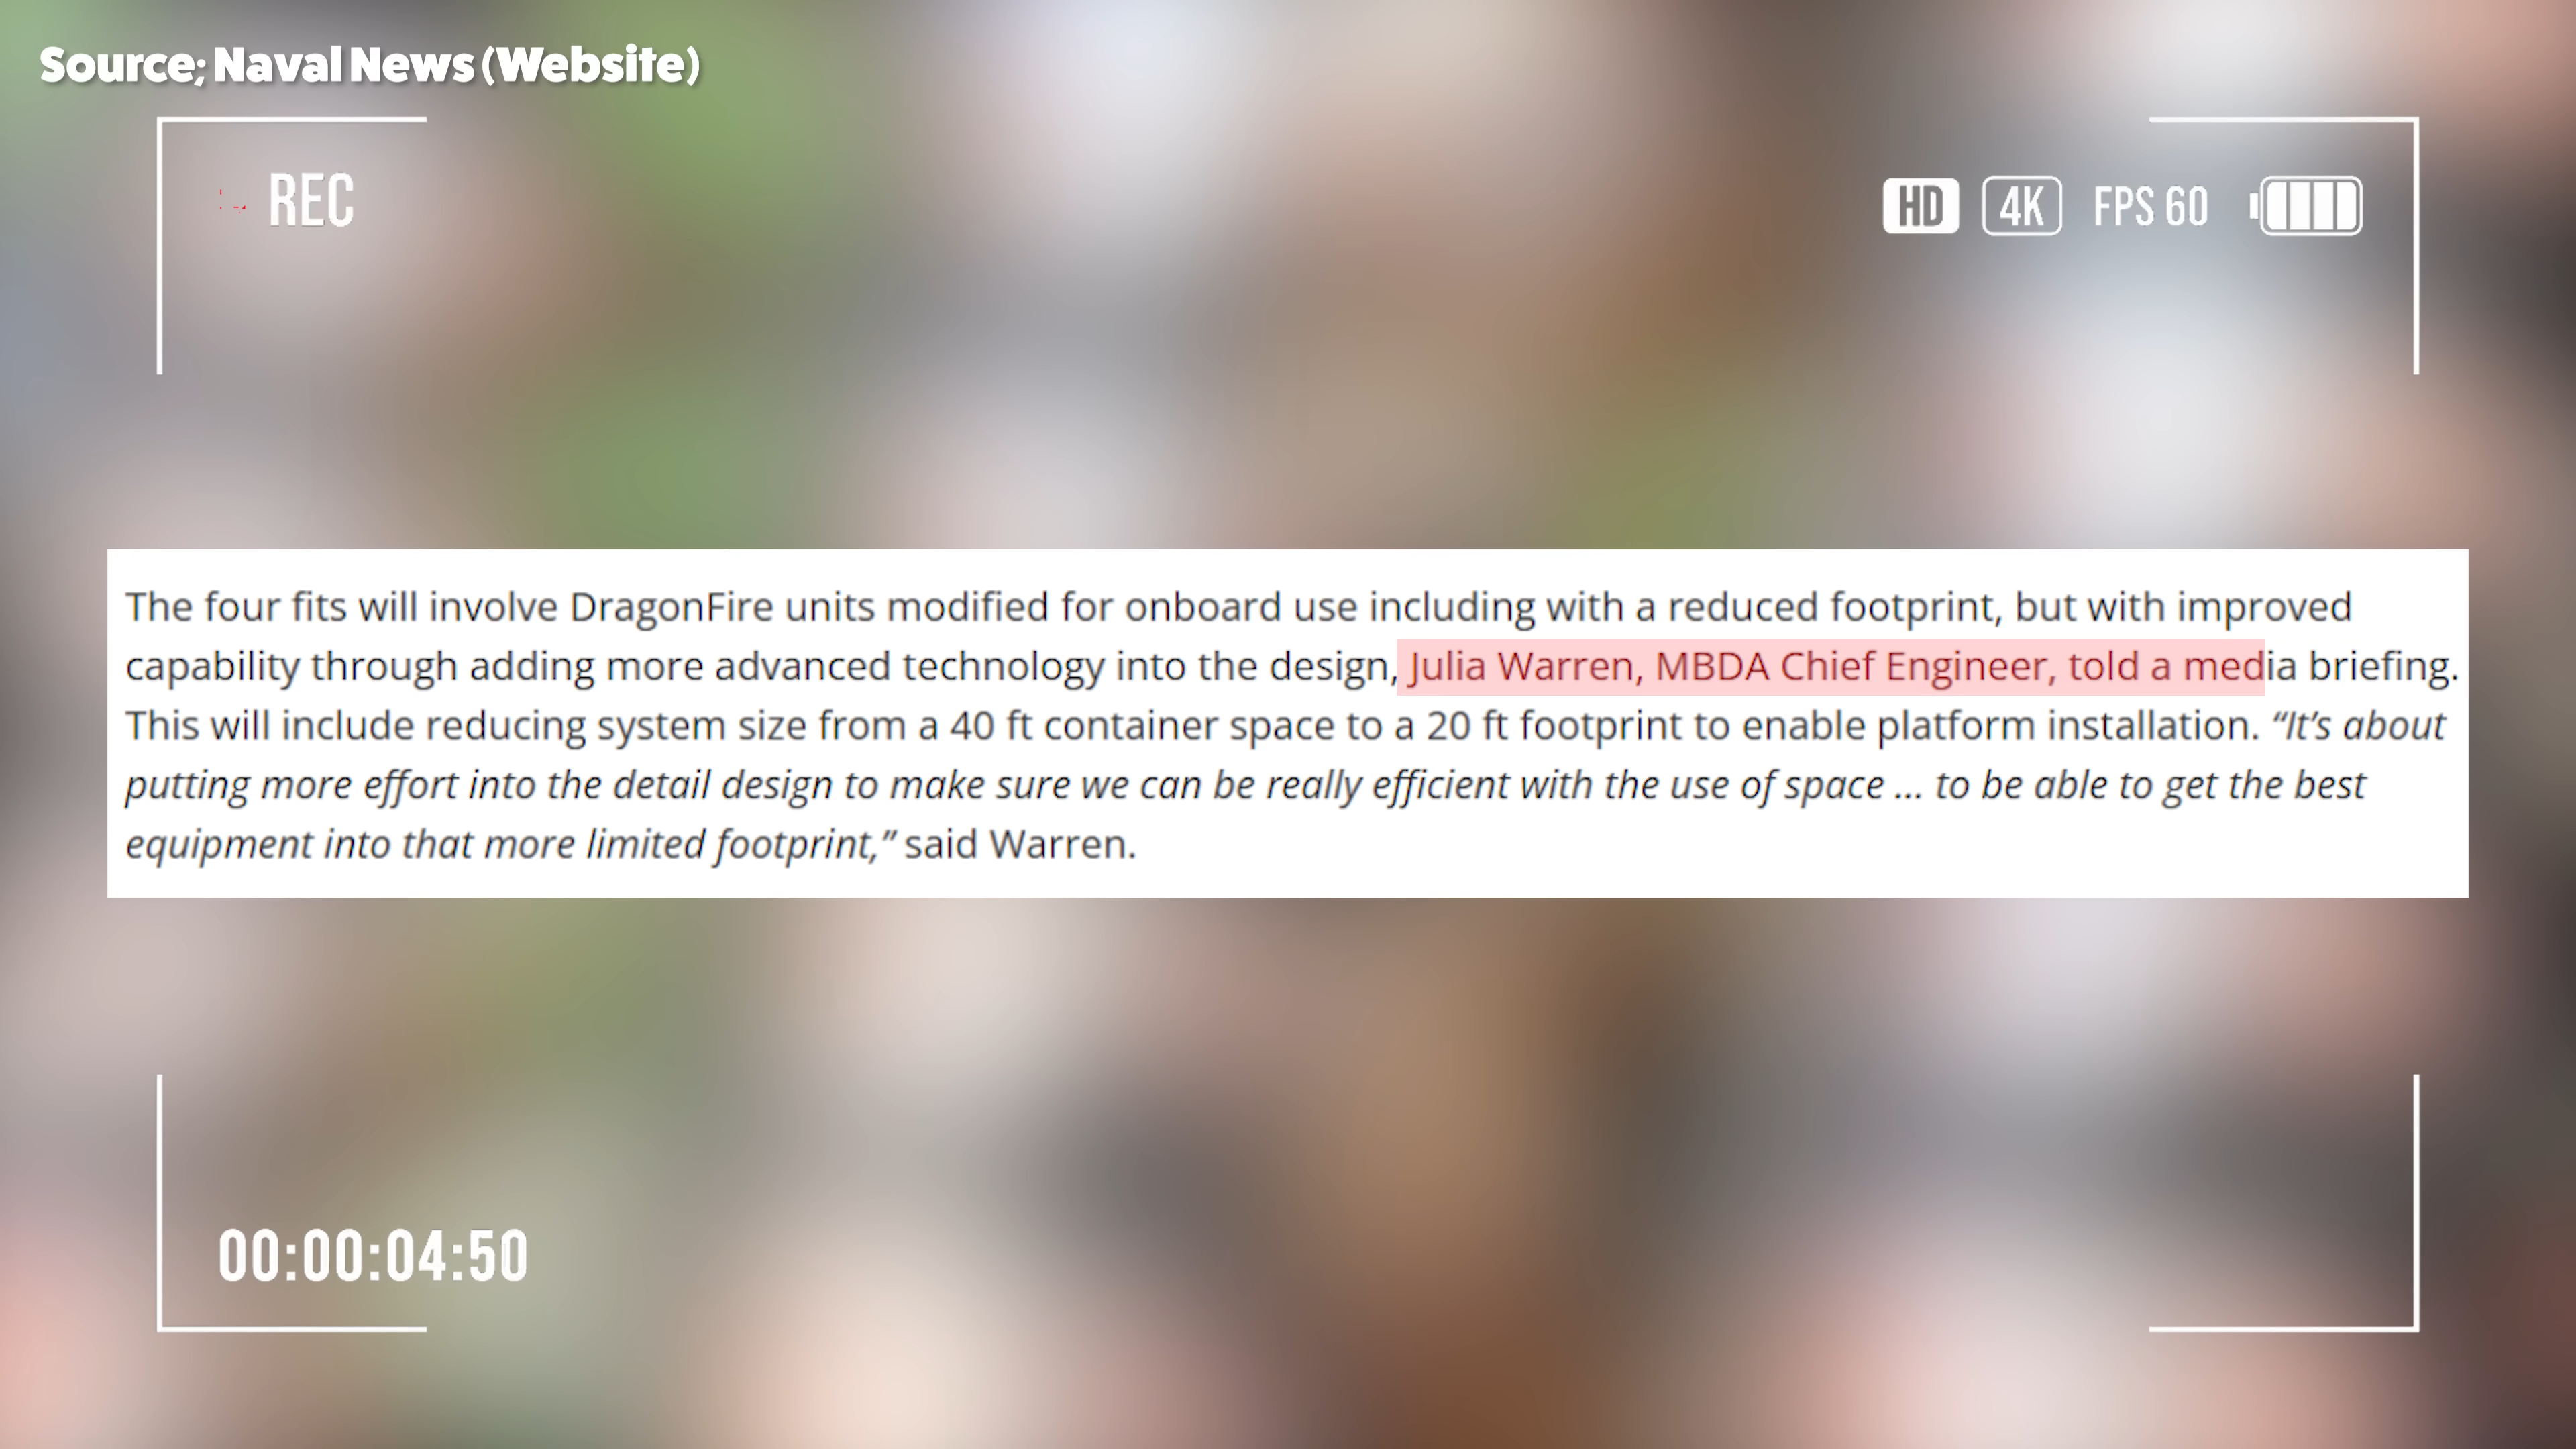 Source; Naval News (Website)
REC
HD 4K FPS 60
The four fits will involve DragonFire units modified for onboard use including with a reduced footprint, but with improved
capability through adding more advanced technology into the design, Julia Warren, MBDA Chief Engineer, told a media briefing.
This will include reducing system size from a 40 ft container space to a 20 ft footprint to enable platform installation. “It’s about
putting more effort into the detail design to make sure we can be really efficient with the use of space ... to be able to get the best
equipment into that more limited footprint,” said Warren.
00:00:04:50